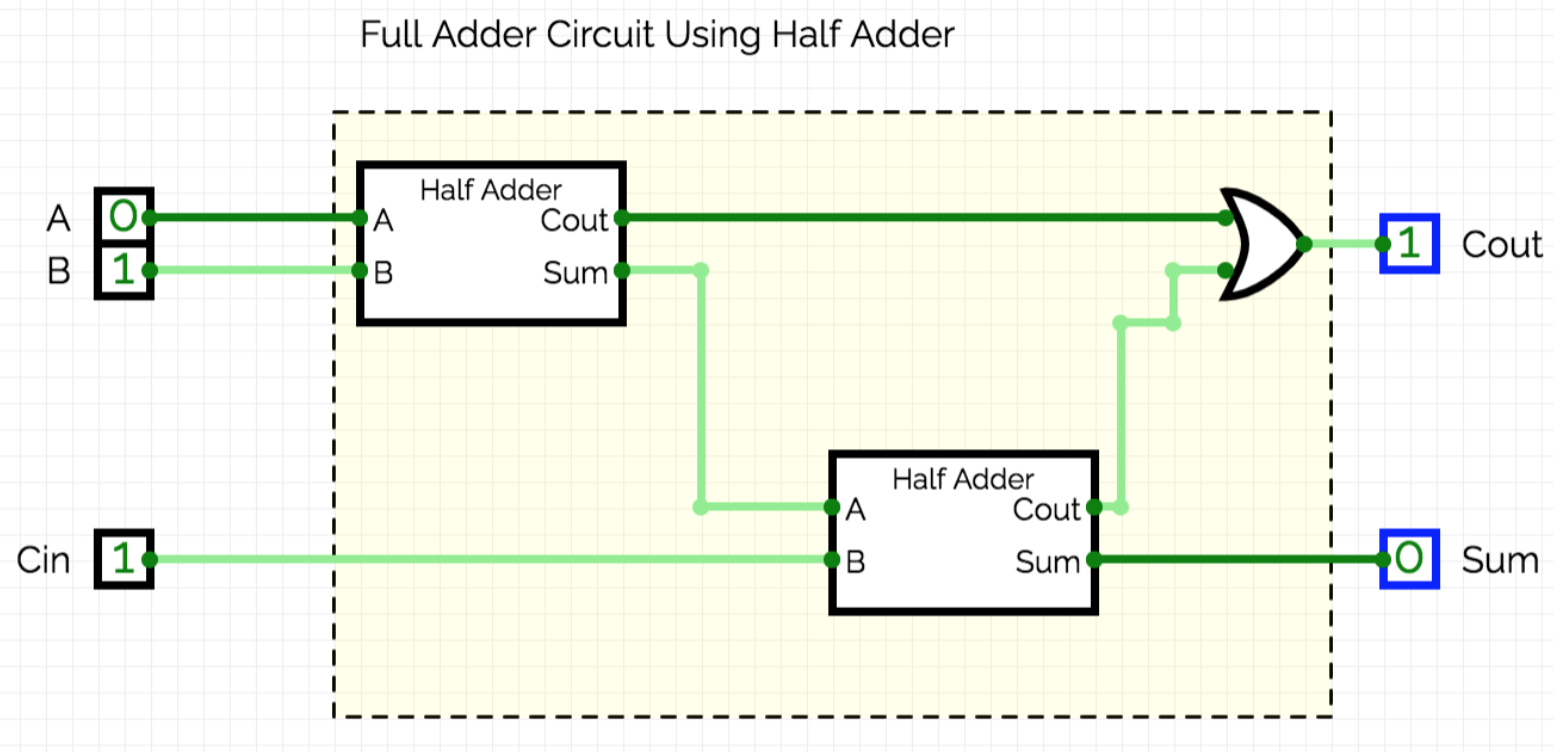 Full Adder Circuit Using Half Adder
Half Adder
A 0 A Cout
B 1 B Sum
1 Cout
Half Adder
A Cout
Cin 1 B Sum
0 Sum